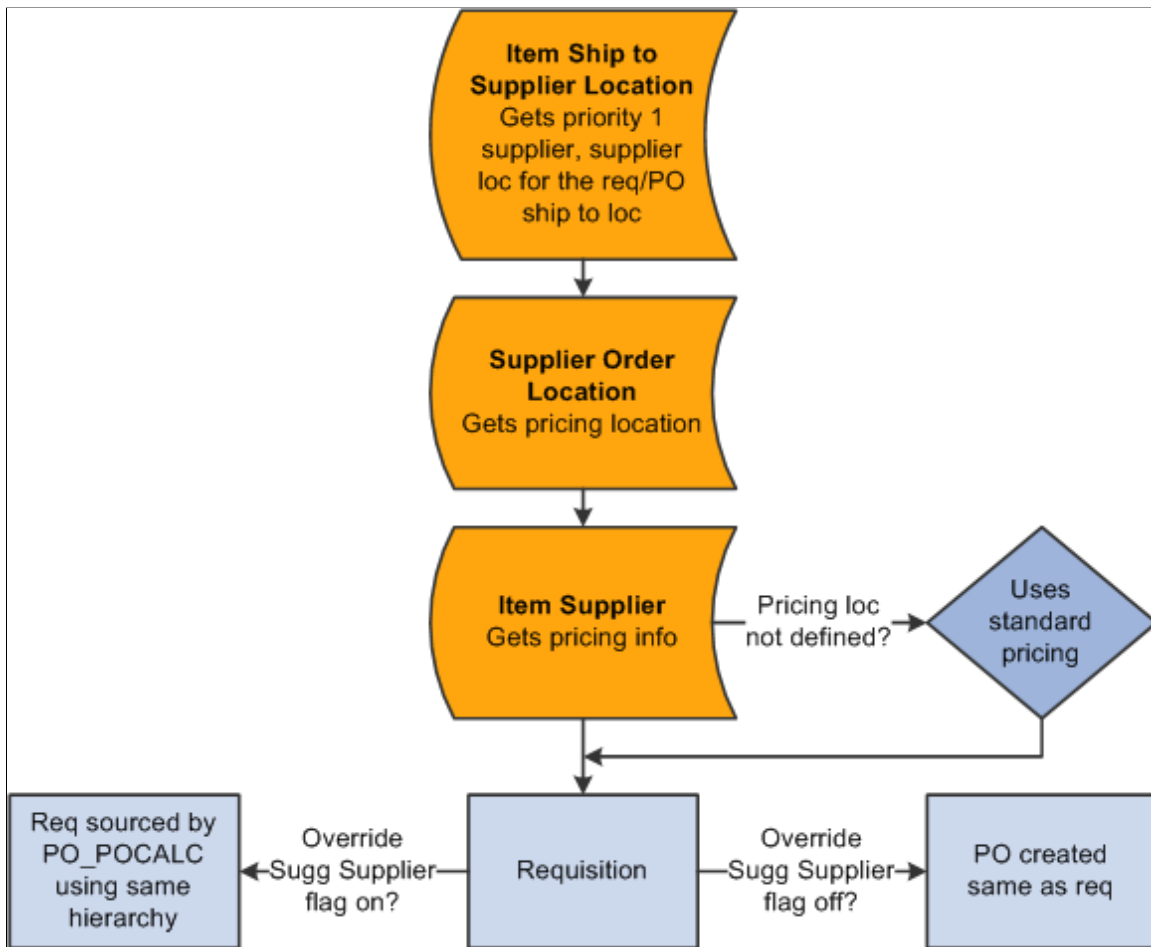 Item Ship to
Supplier Location
Gets priority 1
supplier, supplier
loc for the req/PO
ship to loc
Supplier Order
Location
Gets pricing location
Item Supplier
Gets pricing info
Pricing loc
not defined?
Uses
standard
pricing
Req sourced by
PO_POCALC
using same
hierarchy
Override
Sugg Supplier
flag on?
Requisition
Override
Sugg Supplier
flag off?
PO created
same as req